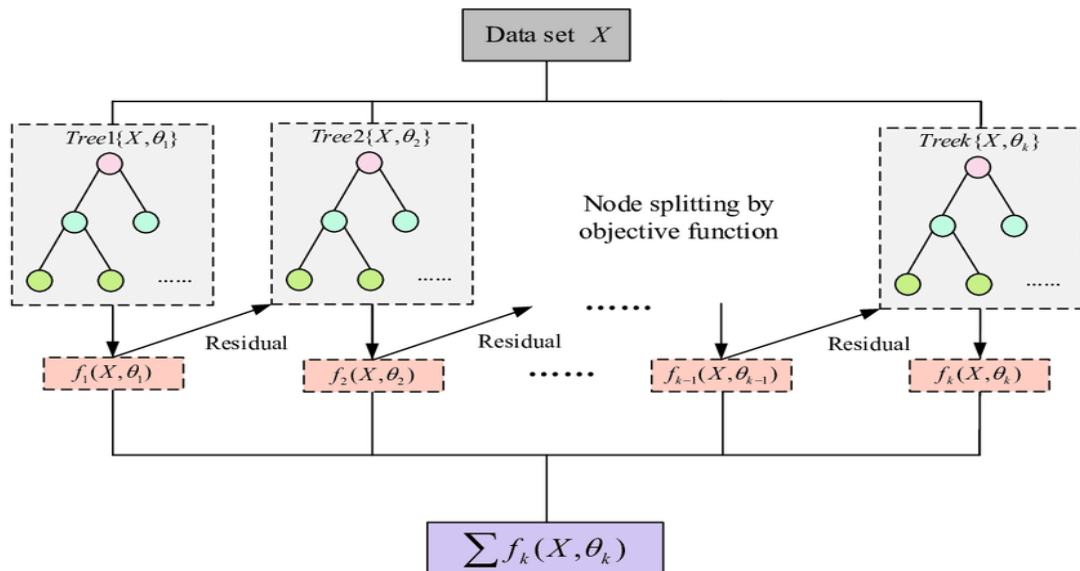 Data set X
Tree1{X,θ₁}
Tree2{X,θ₂}
Treek{X,θₖ}
Node splitting by
objective function
......
......
......
......
Residual
Residual
Residual
f₁(X,θ₁)
f₂(X,θ₂)
......
fₖ₋₁(X,θₖ₋₁)
fₖ(X,θₖ)
∑ fₖ(X,θₖ)